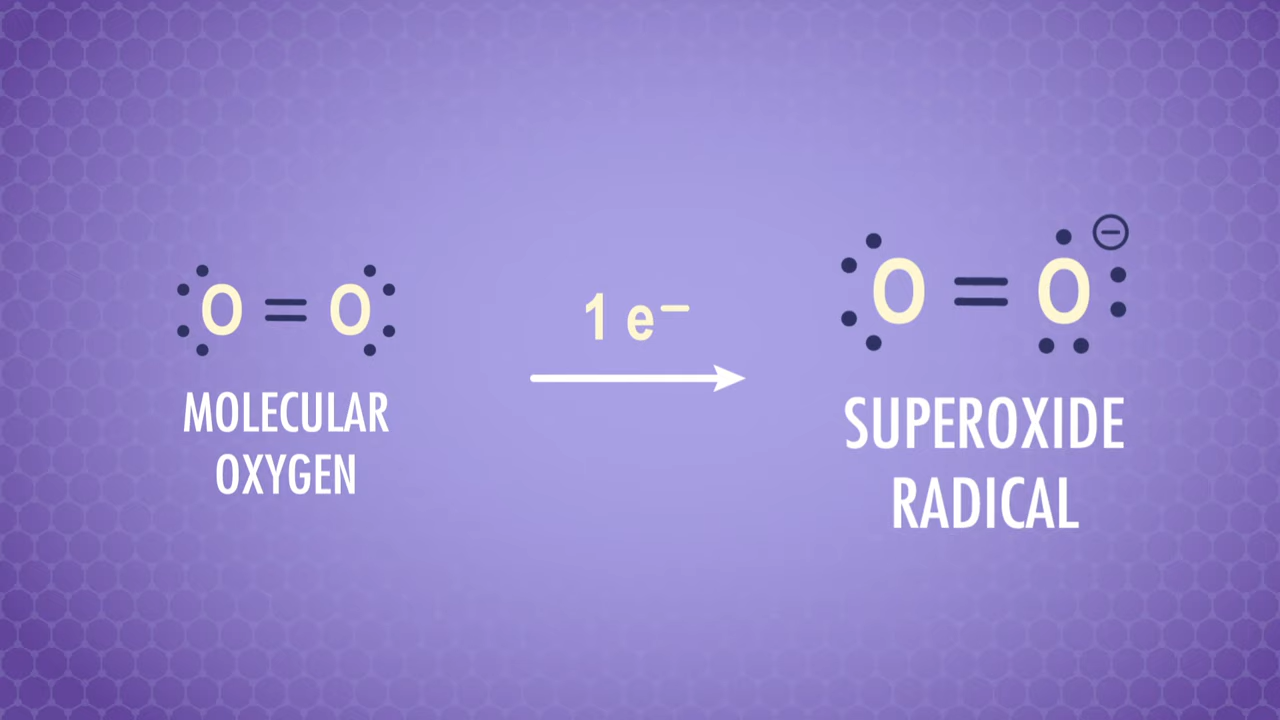 O = O
MOLECULAR
OXYGEN
1 e⁻
O = O ⊖
SUPEROXIDE
RADICAL